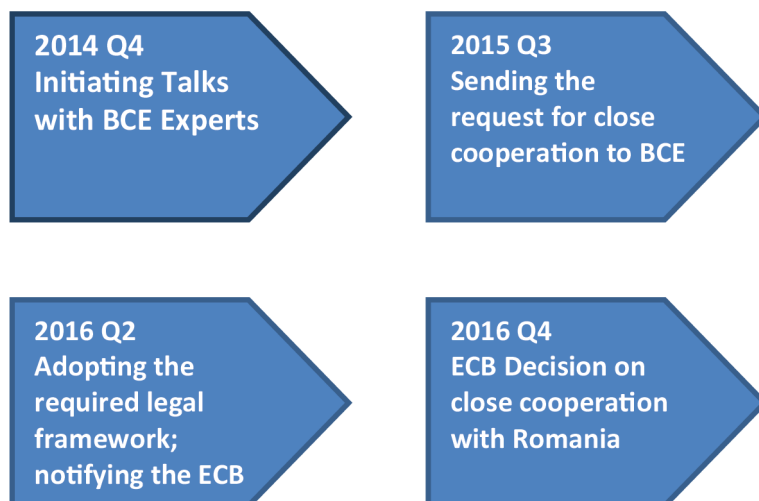 2014 Q4
Initiating Talks
with BCE Experts
2015 Q3
Sending the
request for close
cooperation to BCE
2016 Q2
Adopting the
required legal
framework;
notifying the ECB
2016 Q4
ECB Decision on
close cooperation
with Romania